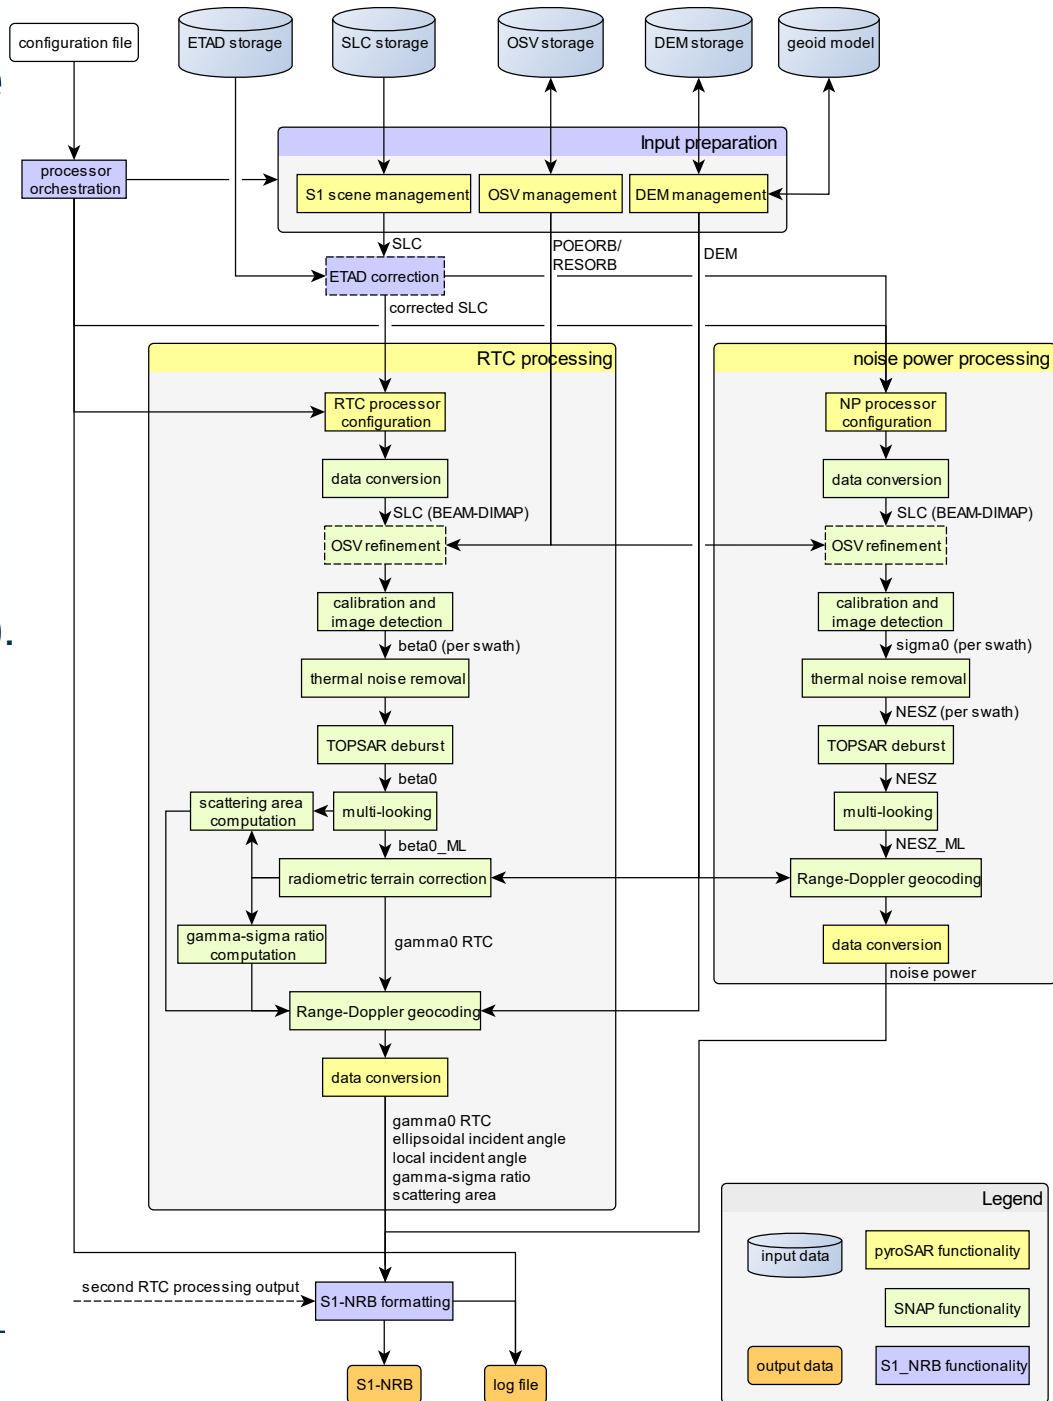 configuration file
ETAD storage
SLC storage
OSV storage
DEM storage
geoid model
Input preparation
processor
orchestration
S1 scene management
OSV management
DEM management
SLC
POEORB/
RESORB
DEM
ETAD correction
corrected SLC
RTC processing
noise power processing
RTC processor
configuration
NP processor
configuration
data conversion
data conversion
SLC (BEAM-DIMAP)
SLC (BEAM-DIMAP)
OSV refinement
OSV refinement
calibration and
image detection
calibration and
image detection
beta0 (per swath)
sigma0 (per swath)
thermal noise removal
thermal noise removal
NESZ (per swath)
TOPSAR deburst
TOPSAR deburst
beta0
NESZ
scattering area
computation
multi-looking
multi-looking
beta0_ML
NESZ_ML
radiometric terrain correction
Range-Doppler geocoding
gamma-sigma ratio
computation
gamma0 RTC
data conversion
noise power
Range-Doppler geocoding
data conversion
gamma0 RTC
ellipsoidal incident angle
local incident angle
gamma-sigma ratio
scattering area
Legend
input data
pyroSAR functionality
SNAP functionality
output data
S1_NRB functionality
second RTC processing output
S1-NRB formatting
S1-NRB
log file